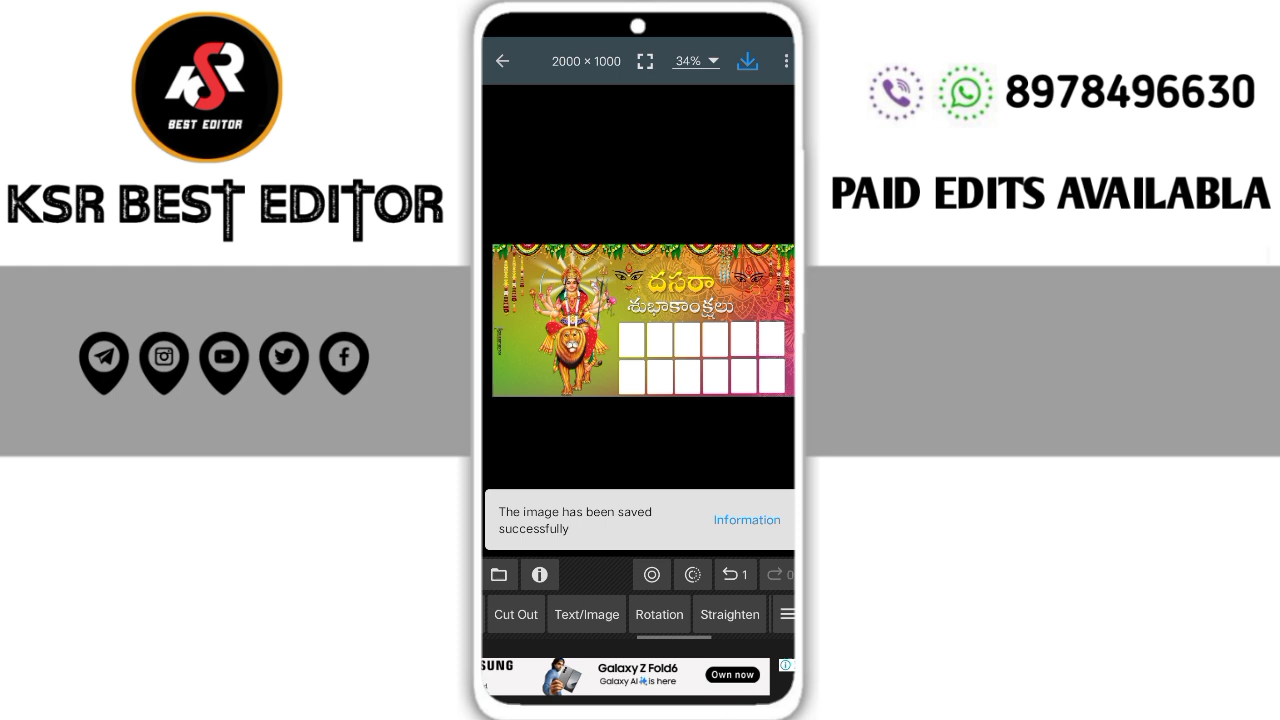 KSR
BEST EDITOR
KSR BEST EDITOR
8978496630
PAID EDITS AVAILABLA
2000 × 1000
34%
దసరా
శుభాకాంక్షలు
The image has been saved
successfully
Information
1
0
Cut Out
Text/Image
Rotation
Straighten
SUNG
Galaxy Z Fold6
Galaxy AI is here
Own now